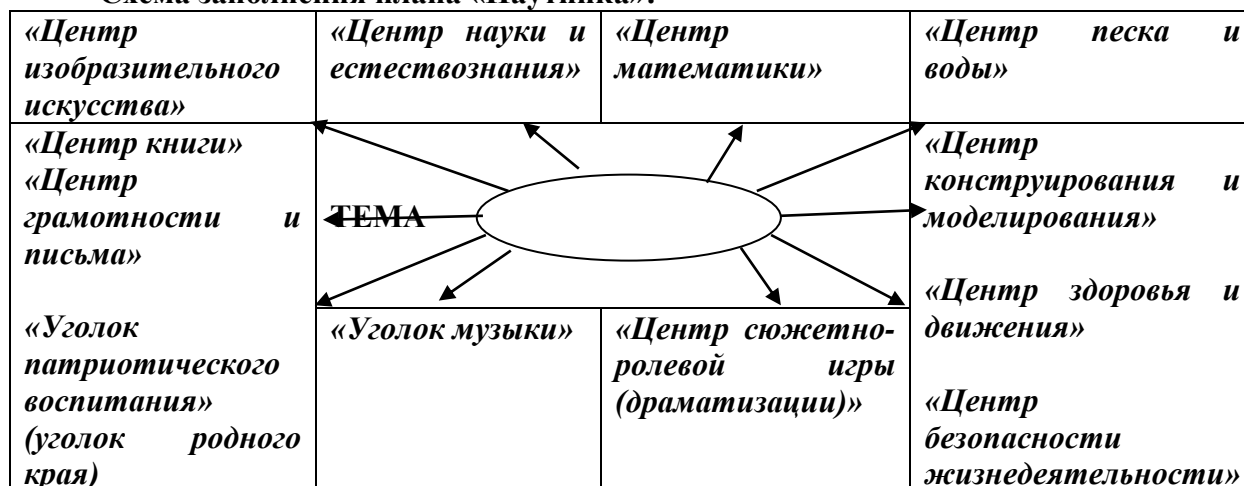 Схема заполнения плана «Паутинка».
«Центр
изобразительного
искусства»
«Центр науки и
естествознания»
«Центр
математики»
«Центр песка и
воды»
«Центр книги»
«Центр
грамотности и
письма»
«Уголок
патриотического
воспитания»
(уголок родного
края)
ТЕМА
«Центр
конструирования и
моделирования»
«Центр здоровья и
движения»
«Центр
безопасности
жизнедеятельности»
«Уголок музыки»
«Центр сюжетно-
ролевой игры
(драматизации)»